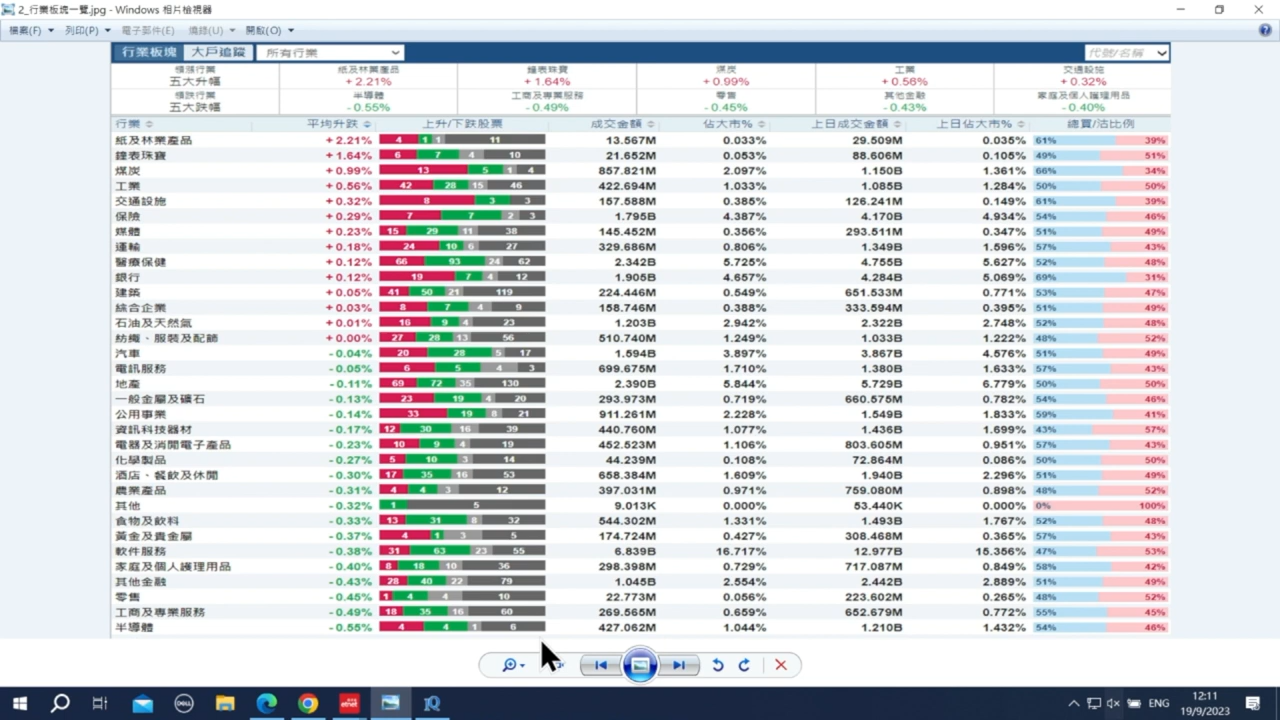 2_行業板塊一覽.jpg - Windows 相片檢視器
檔案(F) 列印(P) 電子郵件(E) 燒錄(U) 開啟(O)
行業板塊 大戶追蹤 所有行業 代號/名稱
領漲行業 紙及林業產品 鐘表珠寶 煤炭 工業 交通設施
五大升幅 + 2.21% + 1.64% + 0.99% + 0.56% + 0.32%
領跌行業 半導體 工商及專業服務 零售 其他金融 家庭及個人護理用品
五大跌幅 - 0.55% - 0.49% - 0.45% - 0.43% - 0.40%
行業 平均升跌 上升/下跌股票 成交金額 佔大市% 上日成交金額 上日佔大市% 總買/沽比例
紙及林業產品 + 2.21% 4 1 1 11 13.567M 0.033% 29.509M 0.035% 61% 39%
鐘表珠寶 + 1.64% 6 7 4 10 21.652M 0.053% 88.606M 0.105% 49% 51%
煤炭 + 0.99% 13 5 1 4 857.821M 2.097% 1.150B 1.361% 66% 34%
工業 + 0.56% 42 28 15 46 422.694M 1.033% 1.085B 1.284% 50% 50%
交通設施 + 0.32% 8 3 3 157.588M 0.385% 126.241M 0.149% 61% 39%
保險 + 0.29% 7 7 2 3 1.795B 4.387% 4.170B 4.934% 54% 46%
媒體 + 0.23% 15 29 11 38 145.452M 0.356% 293.511M 0.347% 51% 49%
運輸 + 0.18% 24 10 6 27 329.686M 0.806% 1.349B 1.596% 57% 43%
醫療保健 + 0.12% 66 93 24 62 2.342B 5.725% 4.755B 5.627% 52% 48%
銀行 + 0.12% 19 7 4 12 1.905B 4.657% 4.284B 5.069% 69% 31%
建築 + 0.05% 41 50 21 119 224.446M 0.549% 651.533M 0.771% 53% 47%
綜合企業 + 0.03% 8 7 4 9 158.746M 0.388% 333.594M 0.395% 51% 49%
石油及天然氣 + 0.01% 16 9 4 23 1.203B 2.942% 2.322B 2.748% 52% 48%
紡織、服裝及配飾 + 0.00% 27 28 13 56 510.740M 1.249% 1.033B 1.222% 48% 52%
汽車 - 0.04% 20 28 5 17 1.594B 3.897% 3.867B 4.576% 51% 49%
電訊服務 - 0.05% 6 5 4 3 699.675M 1.710% 1.380B 1.633% 57% 43%
地產 - 0.11% 69 72 35 130 2.390B 5.844% 5.729B 6.779% 50% 50%
一般金屬及礦石 - 0.13% 23 19 4 20 293.973M 0.719% 660.575M 0.782% 54% 46%
公用事業 - 0.14% 33 19 8 21 911.261M 2.228% 1.549B 1.833% 59% 41%
資訊科技器材 - 0.17% 12 30 16 39 440.760M 1.077% 1.436B 1.699% 43% 57%
電器及消閒電子產品 - 0.23% 10 9 4 19 452.523M 1.106% 803.605M 0.951% 57% 43%
化學製品 - 0.27% 5 10 3 14 44.239M 0.108% 72.864M 0.086% 50% 50%
酒店、餐飲及休閒 - 0.30% 17 35 16 53 658.384M 1.609% 1.940B 2.296% 51% 49%
農業產品 - 0.31% 4 4 3 12 397.031M 0.971% 759.080M 0.898% 48% 52%
其他 - 0.32% 1 5 9.013K 0.000% 53.440K 0.000% 0% 100%
食物及飲料 - 0.33% 13 31 8 32 544.302M 1.331% 1.493B 1.767% 52% 48%
黃金及貴金屬 - 0.37% 4 1 3 5 174.724M 0.427% 308.468M 0.365% 57% 43%
軟件服務 - 0.38% 31 63 23 55 6.839B 16.717% 12.977B 15.356% 47% 53%
家庭及個人護理用品 - 0.40% 8 18 10 36 298.398M 0.729% 717.087M 0.849% 58% 42%
其他金融 - 0.43% 28 40 22 79 1.045B 2.554% 2.442B 2.889% 51% 49%
零售 - 0.45% 1 4 4 10 22.773M 0.056% 223.602M 0.265% 48% 52%
工商及專業服務 - 0.49% 18 35 16 60 269.565M 0.659% 652.679M 0.772% 55% 45%
半導體 - 0.55% 4 4 1 6 427.062M 1.044% 1.210B 1.432% 54% 46%
DELL etnet IQ ENG 12:11
19/9/2023